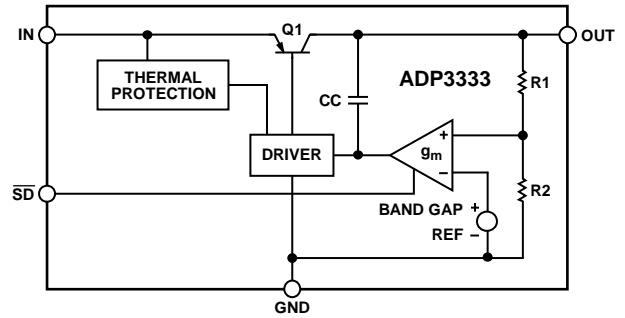 Q1
IN
OUT
THERMAL
PROTECTION
CC
ADP3333
R1
DRIVER
+
gm
−
SD
R2
BAND GAP +
REF −
GND